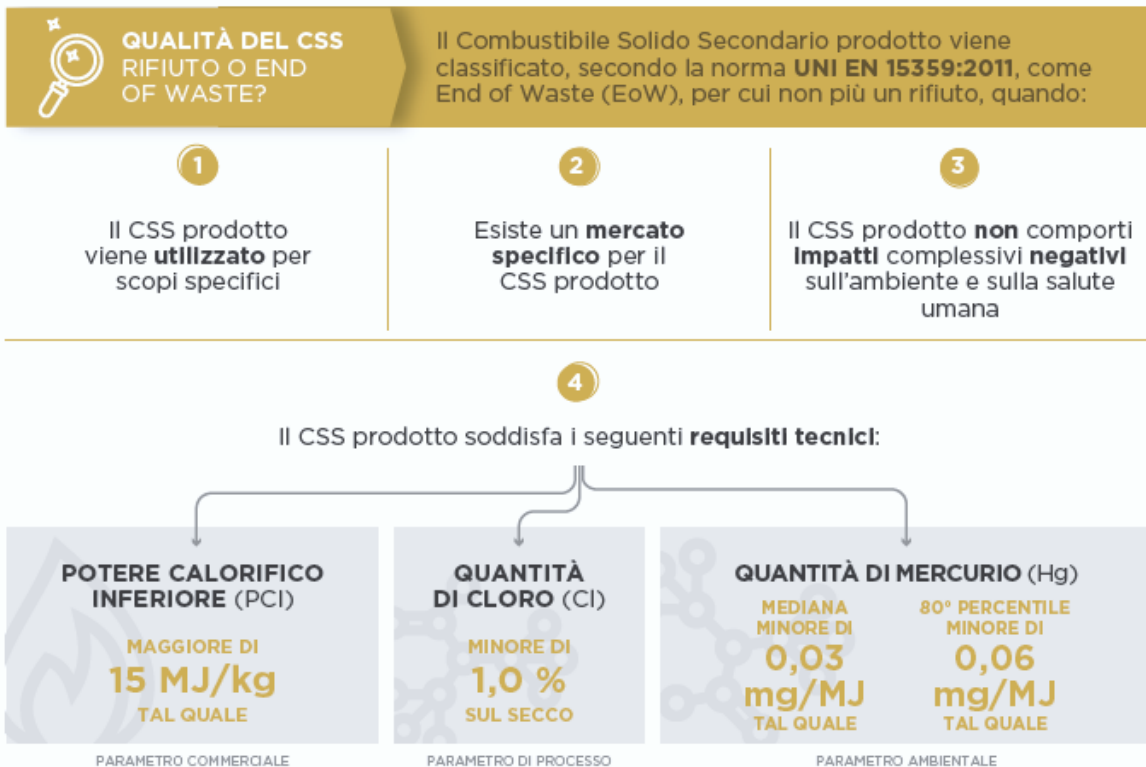 QUALITÀ DEL CSS
RIFIUTO O END
OF WASTE?
Il Combustibile Solido Secondario prodotto viene
classificato, secondo la norma UNI EN 15359:2011, come
End of Waste (EoW), per cui non più un rifiuto, quando:
1
Il CSS prodotto
viene utilizzato per
scopi specifici
2
Esiste un mercato
specifico per il
CSS prodotto
3
Il CSS prodotto non comporti
impatti complessivi negativi
sull'ambiente e sulla salute
umana
4
Il CSS prodotto soddisfa i seguenti requisiti tecnici:
POTERE CALORIFICO
INFERIORE (PCI)
MAGGIORE DI
15 MJ/kg
TAL QUALE
PARAMETRO COMMERCIALE
QUANTITÀ
DI CLORO (Cl)
MINORE DI
1,0 %
SUL SECCO
PARAMETRO DI PROCESSO
QUANTITÀ DI MERCURIO (Hg)
MEDIANA
MINORE DI
0,03
mg/MJ
TAL QUALE
80° PERCENTILE
MINORE DI
0,06
mg/MJ
TAL QUALE
PARAMETRO AMBIENTALE